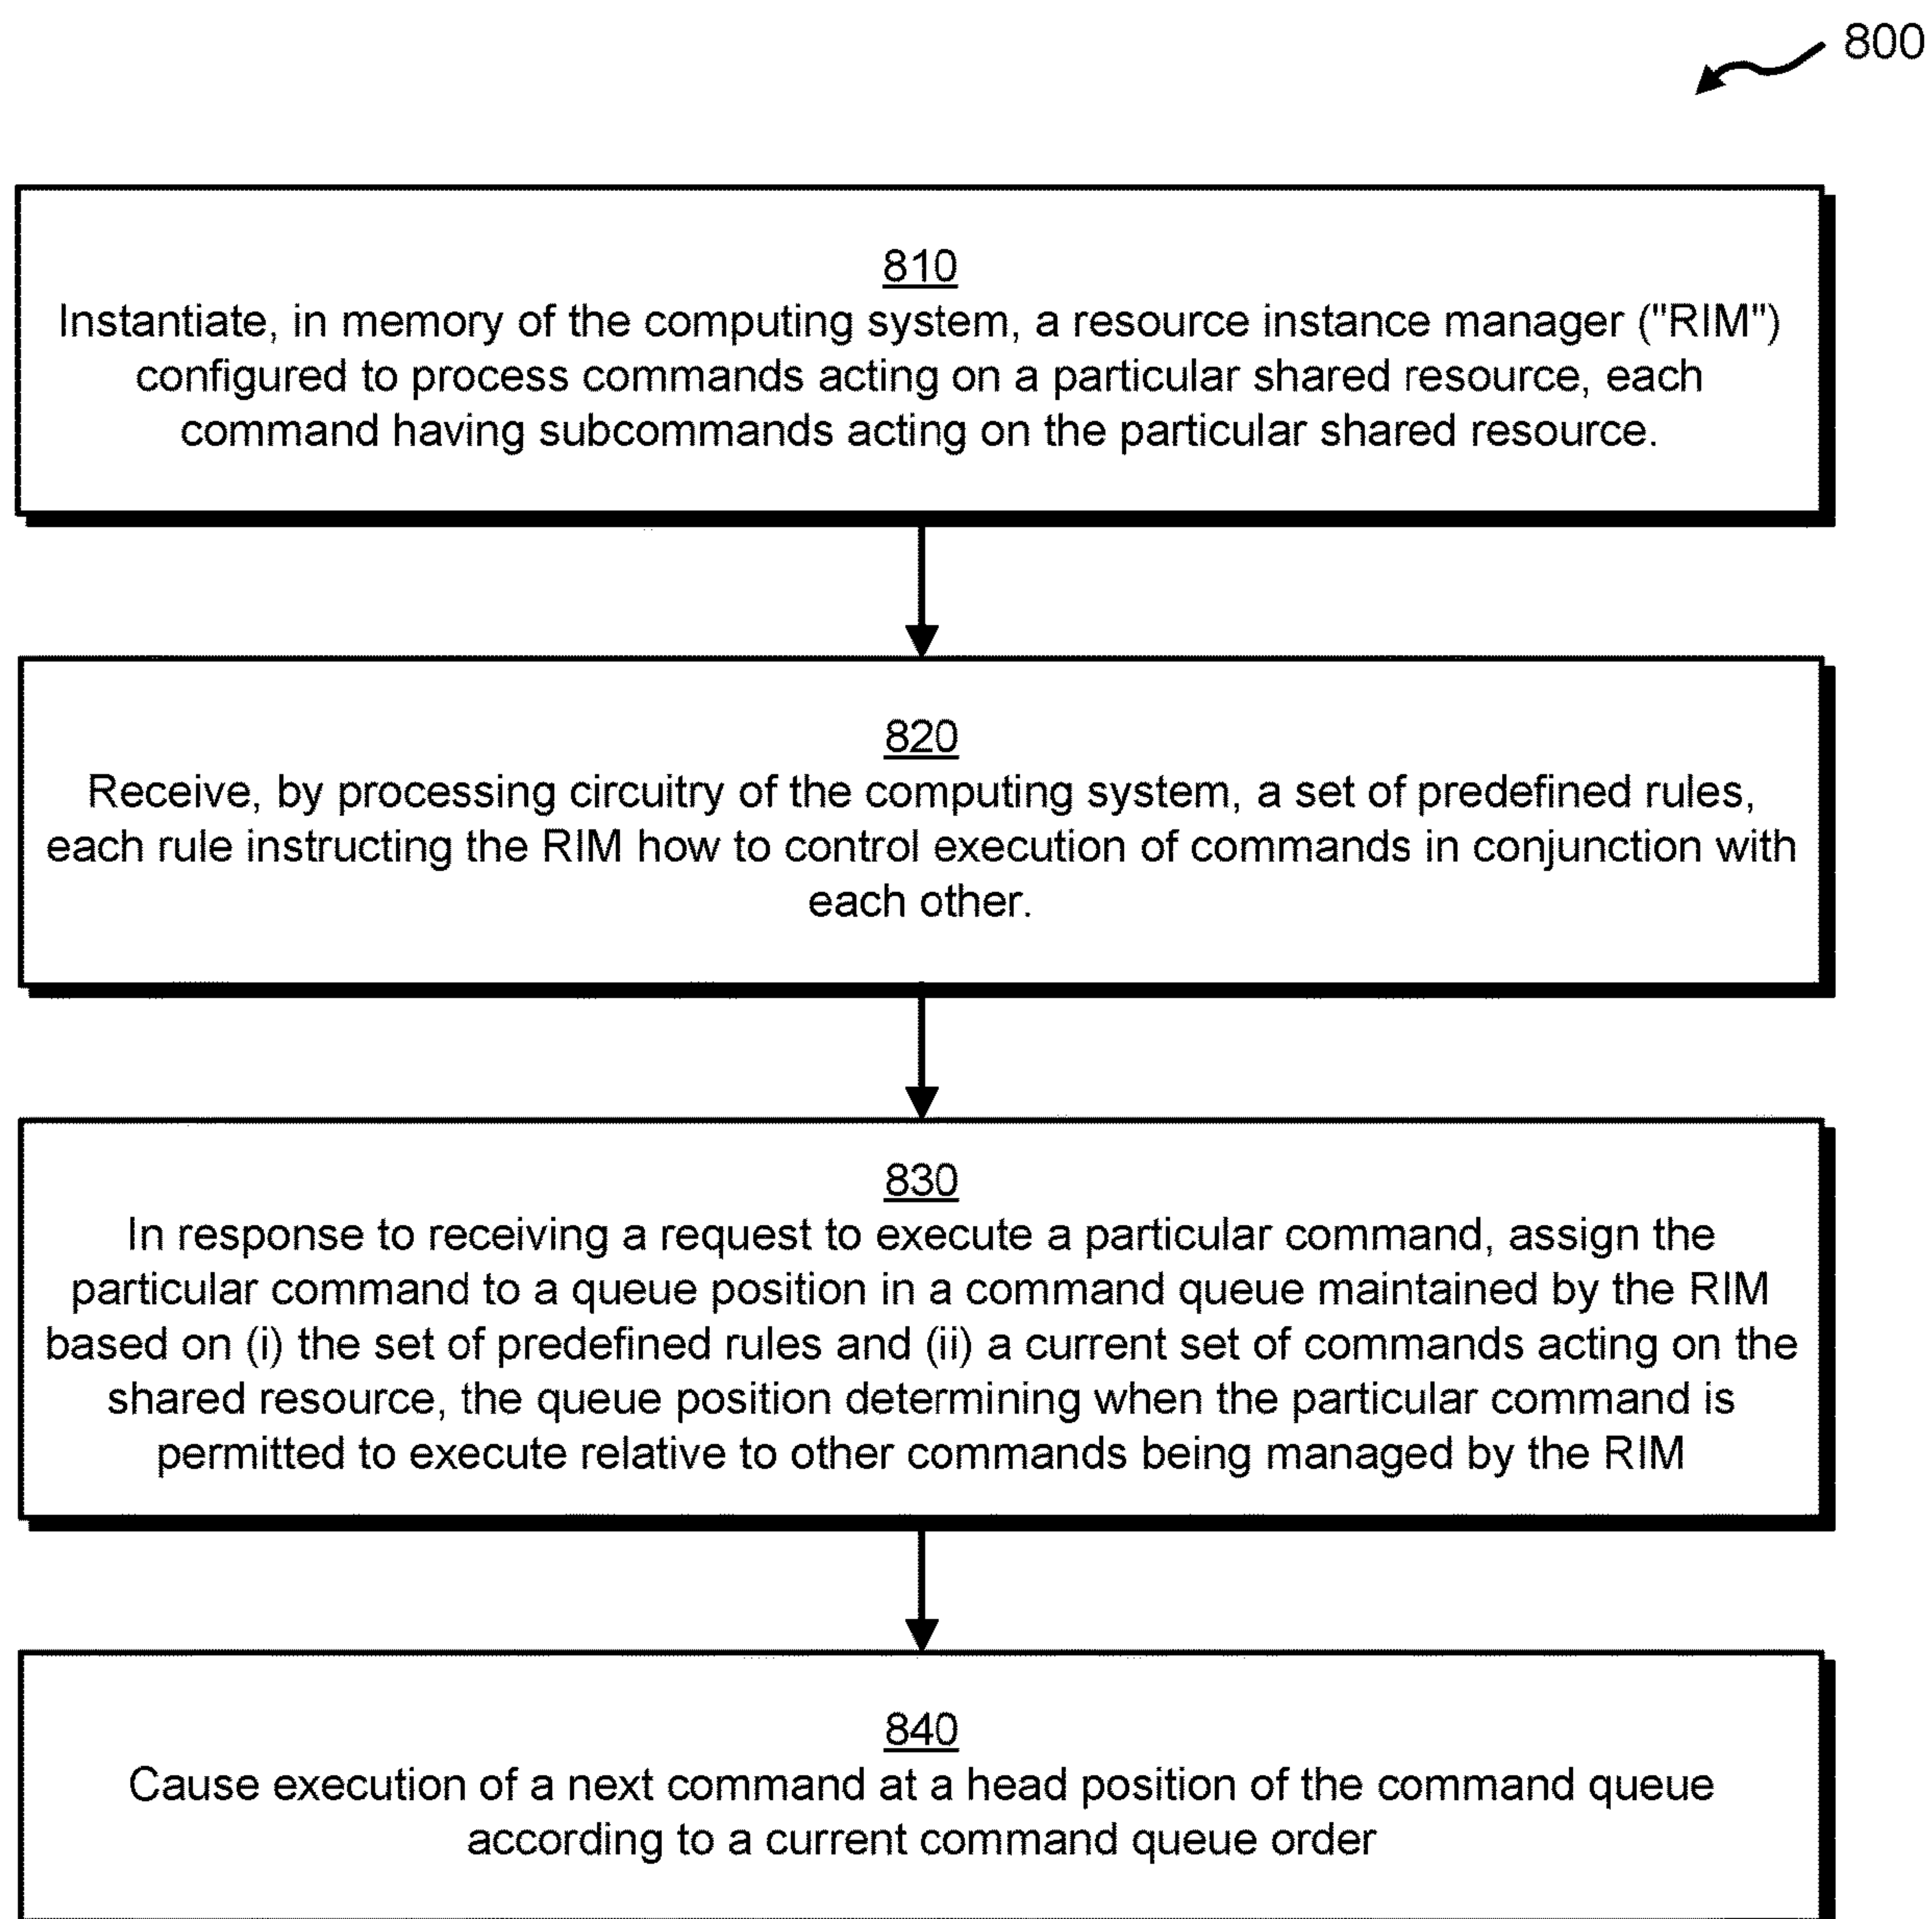 800
810
Instantiate, in memory of the computing system, a resource instance manager ("RIM")
configured to process commands acting on a particular shared resource, each
command having subcommands acting on the particular shared resource.
820
Receive, by processing circuitry of the computing system, a set of predefined rules,
each rule instructing the RIM how to control execution of commands in conjunction with
each other.
830
In response to receiving a request to execute a particular command, assign the
particular command to a queue position in a command queue maintained by the RIM
based on (i) the set of predefined rules and (ii) a current set of commands acting on the
shared resource, the queue position determining when the particular command is
permitted to execute relative to other commands being managed by the RIM
840
Cause execution of a next command at a head position of the command queue
according to a current command queue order